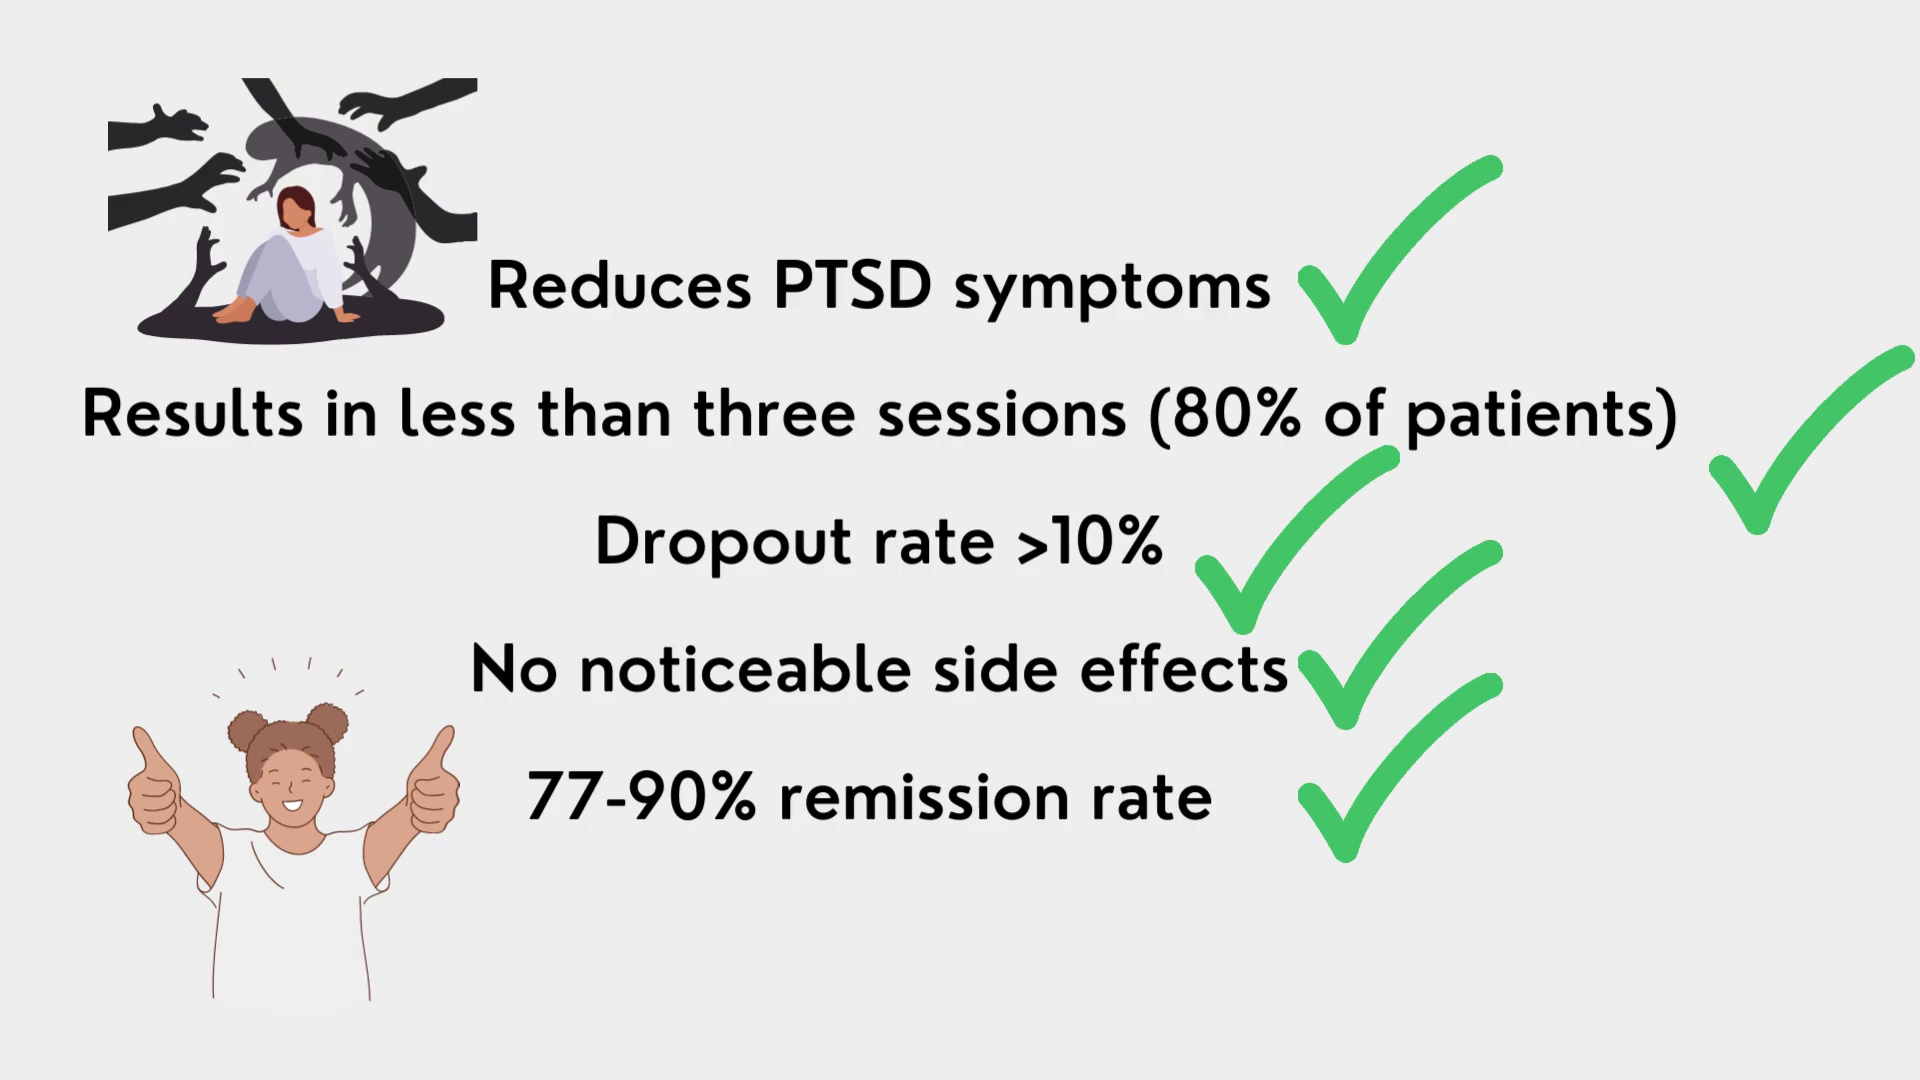 Reduces PTSD symptoms
Results in less than three sessions (80% of patients)
Dropout rate >10%
No noticeable side effects
77-90% remission rate